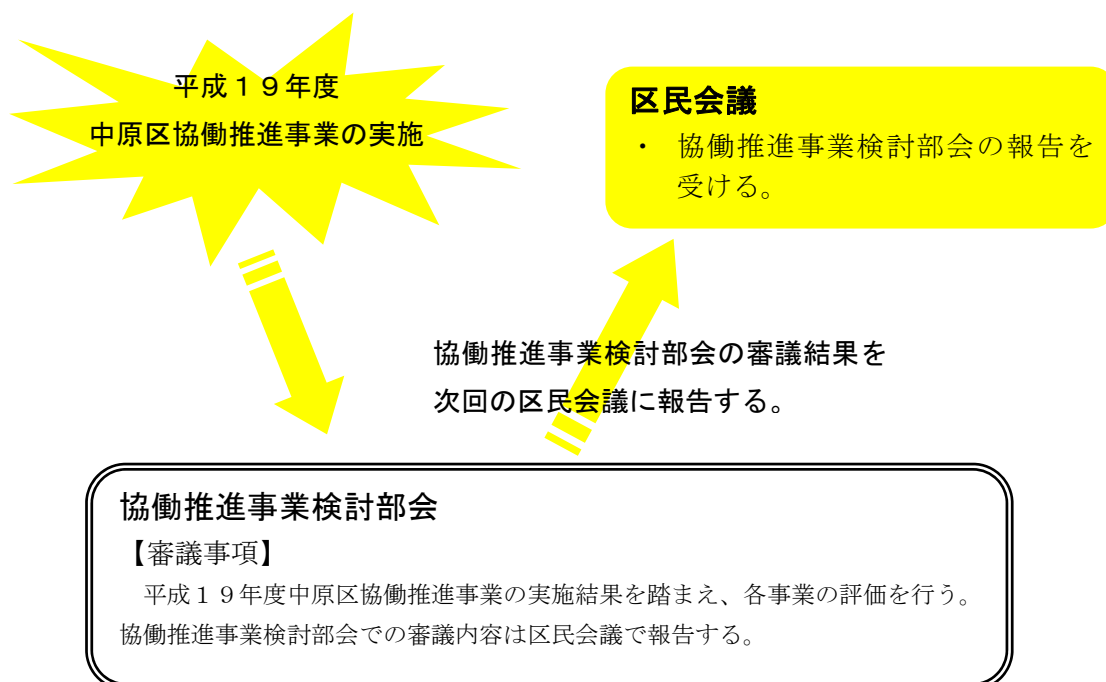 平成１９年度
中原区協働推進事業の実施
区民会議
・ 協働推進事業検討部会の報告を
受ける。
協働推進事業検討部会の審議結果を
次回の区民会議に報告する。
協働推進事業検討部会
【審議事項】
平成１９年度中原区協働推進事業の実施結果を踏まえ、各事業の評価を行う。
協働推進事業検討部会での審議内容は区民会議で報告する。